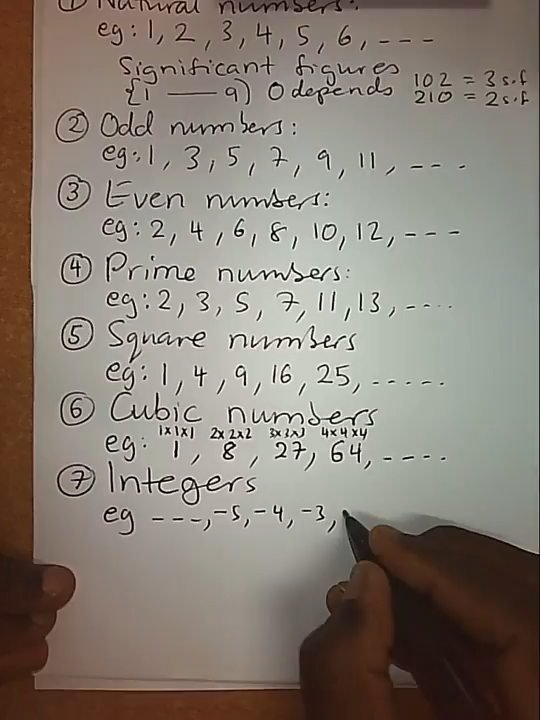 ① Natural numbers:
eg: 1, 2, 3, 4, 5, 6, ---
Significant figures
{1 — 9) 0 depends 102 = 3 s.f
210 = 2 s.f
② Odd numbers:
eg: 1, 3, 5, 7, 9, 11, ---
③ Even numbers:
eg: 2, 4, 6, 8, 10, 12, ---
④ Prime numbers:
eg: 2, 3, 5, 7, 11, 13, ----
⑤ Square numbers
eg: 1, 4, 9, 16, 25, -----
⑥ Cubic numbers
1x1x1 2x2x2 3x3x3 4x4x4
eg: 1, 8, 27, 64, ----
⑦ Integers
eg ---, -5, -4, -3,